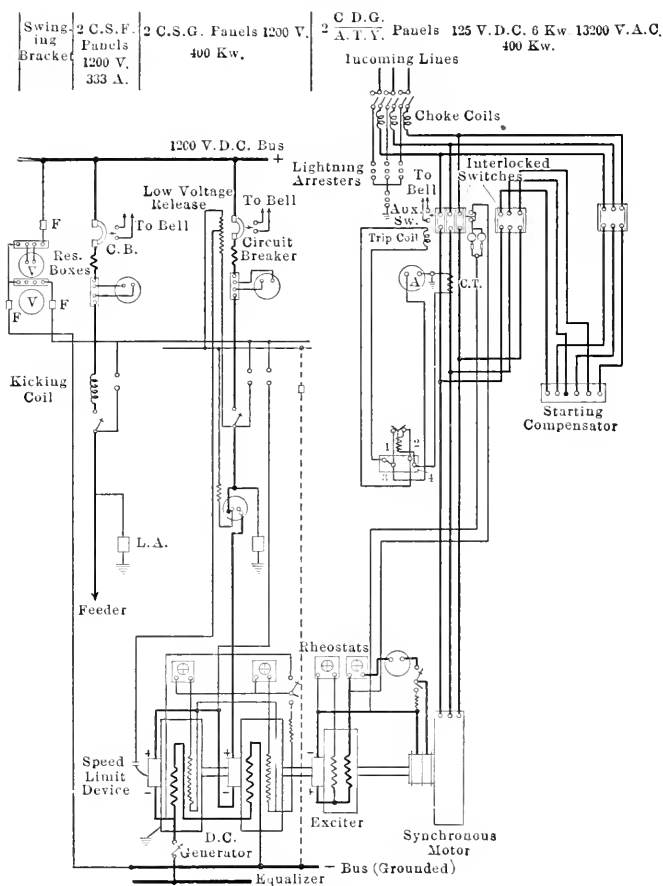 Swing-
ing
Bracket
2 C.S.F.
Panels
1200 V.
333 A.
2 C.S.G. Panels 1200 V.
400 Kw.
2 C D.G.
A.T.Y. Panels 125 V.D.C. 6 Kw 13200 V.A.C.
400 Kw.
Incoming Lines
Choke Coils
1200 V.D.C. Bus +
Lightning
Arresters
To
Bell
Interlocked
Switches
Low Voltage
Release
To Bell
Aux.
Sw.
F
To Bell
Trip Coil
C.B.
Circuit
Breaker
Res.
Boxes
V
A
C.T.
V
F
F
Kicking
Coil
Starting
Compensator
1
2
3
4
L.A.
Feeder
Rheostats
Speed
Limit
Device
+
-
+
-
-
+
D.C.
Generator
Exciter
Synchronous
Motor
- Bus (Grounded)
Equalizer